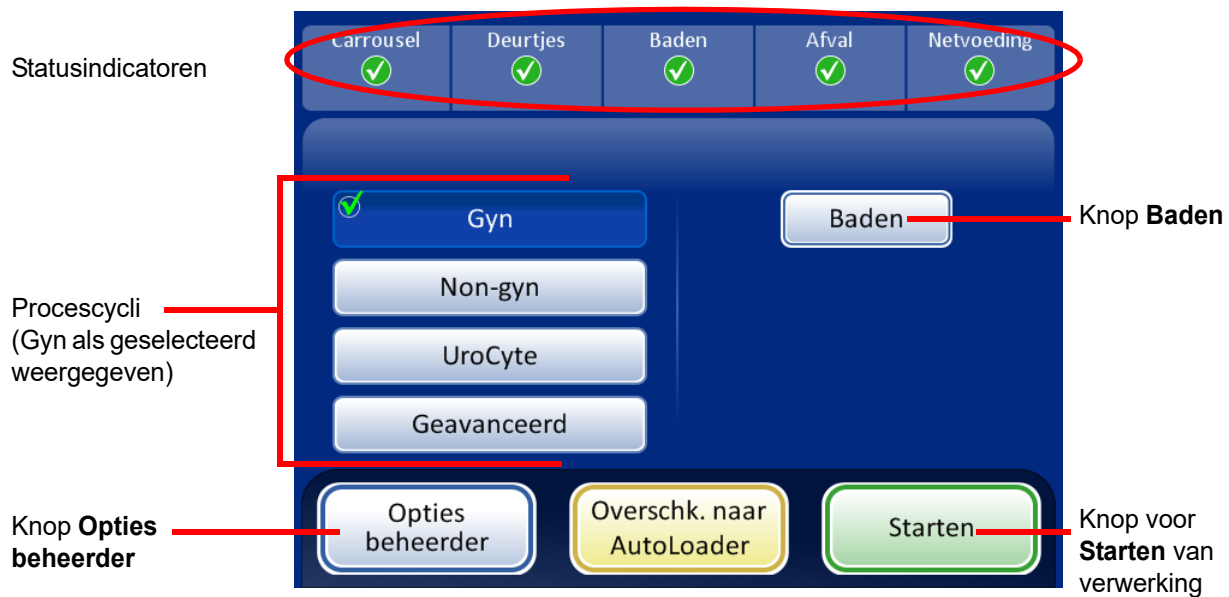 Statusindicatoren
Carrousel
Deurtjes
Baden
Afval
Netvoeding
Gyn
Non-gyn
UroCyte
Geavanceerd
Baden
Knop Baden
Procescycli
(Gyn als geselecteerd
weergegeven)
Opties
beheerder
Overschk. naar
AutoLoader
Starten
Knop Opties
beheerder
Knop voor
Starten van
verwerking